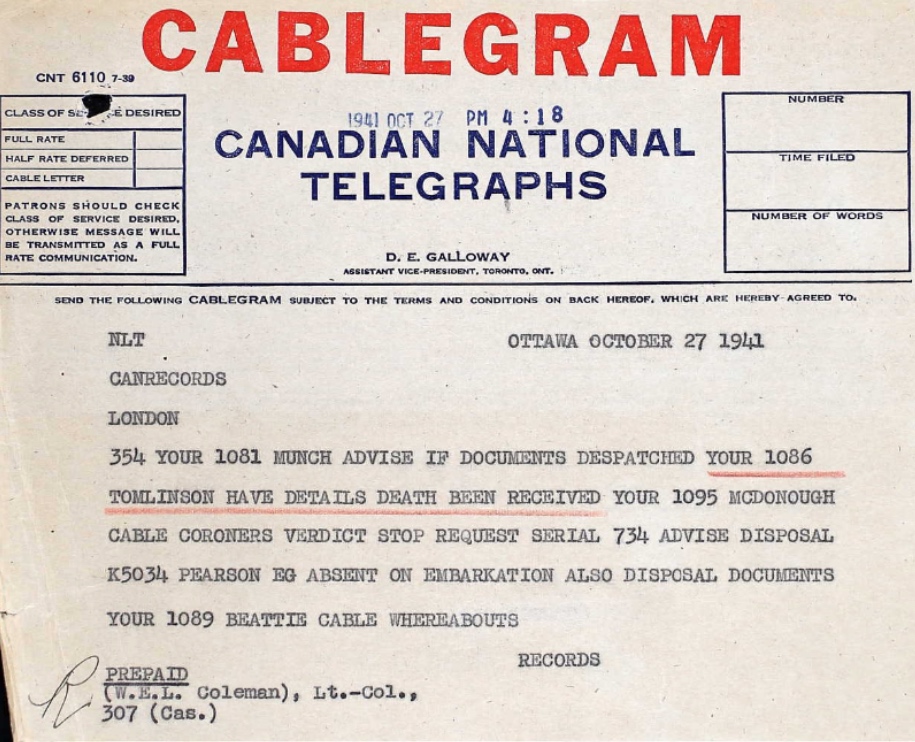 CABLEGRAM
CNT 6110 7-39
CLASS OF SE CE DESIRED
FULL RATE
HALF RATE DEFERRED
CABLE LETTER
PATRONS SHOULD CHECK
CLASS OF SERVICE DESIRED,
OTHERWISE MESSAGE WILL
BE TRANSMITTED AS A FULL
RATE COMMUNICATION.
1941 OCT 27 PM 4:18
CANADIAN NATIONAL
TELEGRAPHS
D. E. GALLOWAY
ASSISTANT VICE-PRESIDENT, TORONTO, ONT.
NUMBER
TIME FILED
NUMBER OF WORDS
SEND THE FOLLOWING CABLEGRAM SUBJECT TO THE TERMS AND CONDITIONS ON BACK HEREOF, WHICH ARE HEREBY AGREED TO.
NLT OTTAWA OCTOBER 27 1941
CANRECORDS
LONDON
354 YOUR 1081 MUNCH ADVISE IF DOCUMENTS DESPATCHED YOUR 1086
TOMLINSON HAVE DETAILS DEATH BEEN RECEIVED YOUR 1095 MCDONOUGH
CABLE CORONERS VERDICT STOP REQUEST SERIAL 734 ADVISE DISPOSAL
K5034 PEARSON EG ABSENT ON EMBARKATION ALSO DISPOSAL DOCUMENTS
YOUR 1089 BEATTIE CABLE WHEREABOUTS
RECORDS
PREPAID
(W.E.L. Coleman), Lt.-Col.,
307 (Cas.)
R